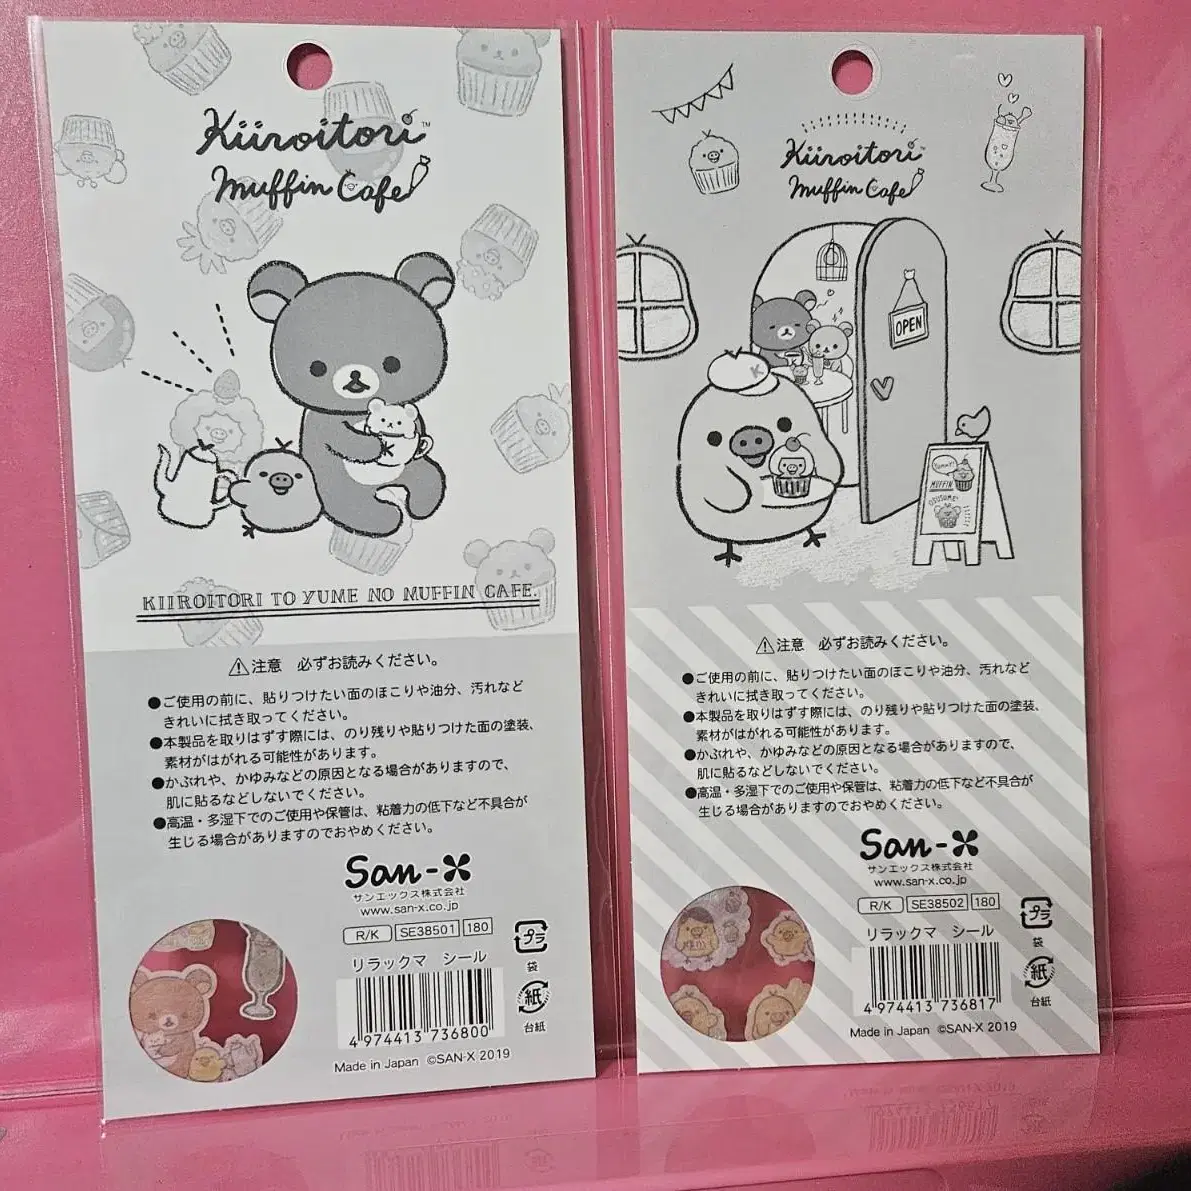 Kiiroitori™
Muffin Cafe
KIIROITORI TO YUME NO MUFFIN CAFE.
注意 必ずお読みください。
●ご使用の前に、貼りつけたい面のほこりや油分、汚れなど
きれいに拭き取ってください。
●本製品を取りはずす際には、のり残りや貼りつけた面の塗装、
素材がはがれる可能性があります。
●かぶれや、かゆみなどの原因となる場合がありますので、
肌に貼るなどしないでください。
●高温・多湿下でのご使用や保管は、粘着力の低下など不具合が
生じる場合がありますのでおやめください。
San-X
サンエックス株式会社
www.san-x.co.jp
R/K SE38501 180
リラックマ シール
プラ
袋
紙
台紙
4 974413 736800
Made in Japan ©SAN-X 2019
Kiiroitori™
Muffin Cafe
OPEN
K
Yummy!
MUFFIN
OSUSUME!
注意 必ずお読みください。
●ご使用の前に、貼りつけたい面のほこりや油分、汚れなど
きれいに拭き取ってください。
●本製品を取りはずす際には、のり残りや貼りつけた面の塗装、
素材がはがれる可能性があります。
●かぶれや、かゆみなどの原因となる場合がありますので、
肌に貼るなどしないでください。
●高温・多湿下でのご使用や保管は、粘着力の低下など不具合が
生じる場合がありますのでおやめください。
San-X
サンエックス株式会社
www.san-x.co.jp
R/K SE38502 180
リラックマ シール
プラ
袋
紙
台紙
4 974413 736817
Made in Japan ©SAN-X 2019